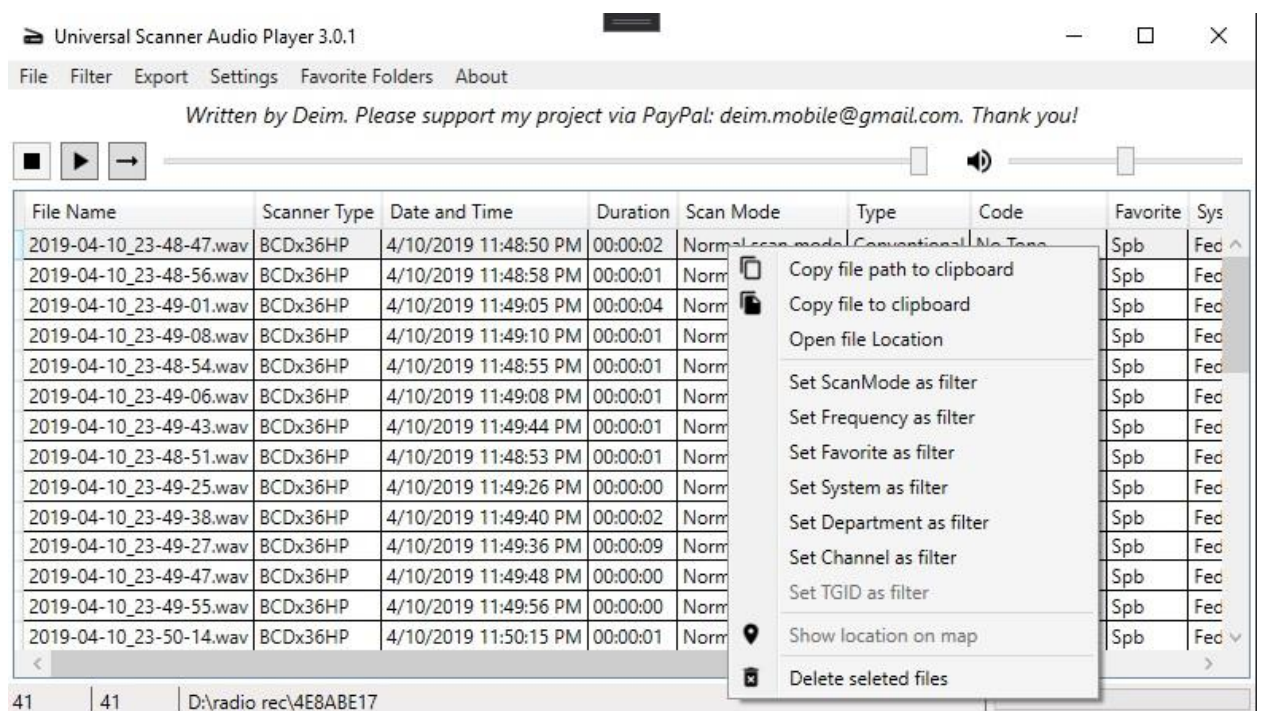 Universal Scanner Audio Player 3.0.1
File Filter Export Settings Favorite Folders About
Written by Deim. Please support my project via PayPal: deim.mobile@gmail.com. Thank you!
File Name Scanner Type Date and Time Duration Scan Mode Type Code Favorite Sys
2019-04-10_23-48-47.wav BCDx36HP 4/10/2019 11:48:50 PM 00:00:02 Normal scan mode Conventional No Tone Spb Fed
2019-04-10_23-48-56.wav BCDx36HP 4/10/2019 11:48:58 PM 00:00:01 Norm Copy file path to clipboard Spb Fed
2019-04-10_23-49-01.wav BCDx36HP 4/10/2019 11:49:05 PM 00:00:04 Norm Copy file to clipboard Spb Fed
2019-04-10_23-49-08.wav BCDx36HP 4/10/2019 11:49:10 PM 00:00:01 Norm Open file Location Spb Fed
2019-04-10_23-48-54.wav BCDx36HP 4/10/2019 11:48:55 PM 00:00:01 Norm Set ScanMode as filter Spb Fed
2019-04-10_23-49-06.wav BCDx36HP 4/10/2019 11:49:08 PM 00:00:01 Norm Set Frequency as filter Spb Fed
2019-04-10_23-49-43.wav BCDx36HP 4/10/2019 11:49:44 PM 00:00:01 Norm Set Favorite as filter Spb Fed
2019-04-10_23-48-51.wav BCDx36HP 4/10/2019 11:48:53 PM 00:00:01 Norm Set System as filter Spb Fed
2019-04-10_23-49-25.wav BCDx36HP 4/10/2019 11:49:26 PM 00:00:00 Norm Set Department as filter Spb Fed
2019-04-10_23-49-38.wav BCDx36HP 4/10/2019 11:49:40 PM 00:00:02 Norm Set Channel as filter Spb Fed
2019-04-10_23-49-27.wav BCDx36HP 4/10/2019 11:49:36 PM 00:00:09 Norm Set TGID as filter Spb Fed
2019-04-10_23-49-47.wav BCDx36HP 4/10/2019 11:49:48 PM 00:00:00 Norm Spb Fed
2019-04-10_23-49-55.wav BCDx36HP 4/10/2019 11:49:56 PM 00:00:00 Norm Spb Fed
2019-04-10_23-50-14.wav BCDx36HP 4/10/2019 11:50:15 PM 00:00:01 Norm Show location on map Spb Fed
Delete seleted files
41 41 D:\radio rec\4E8ABE17